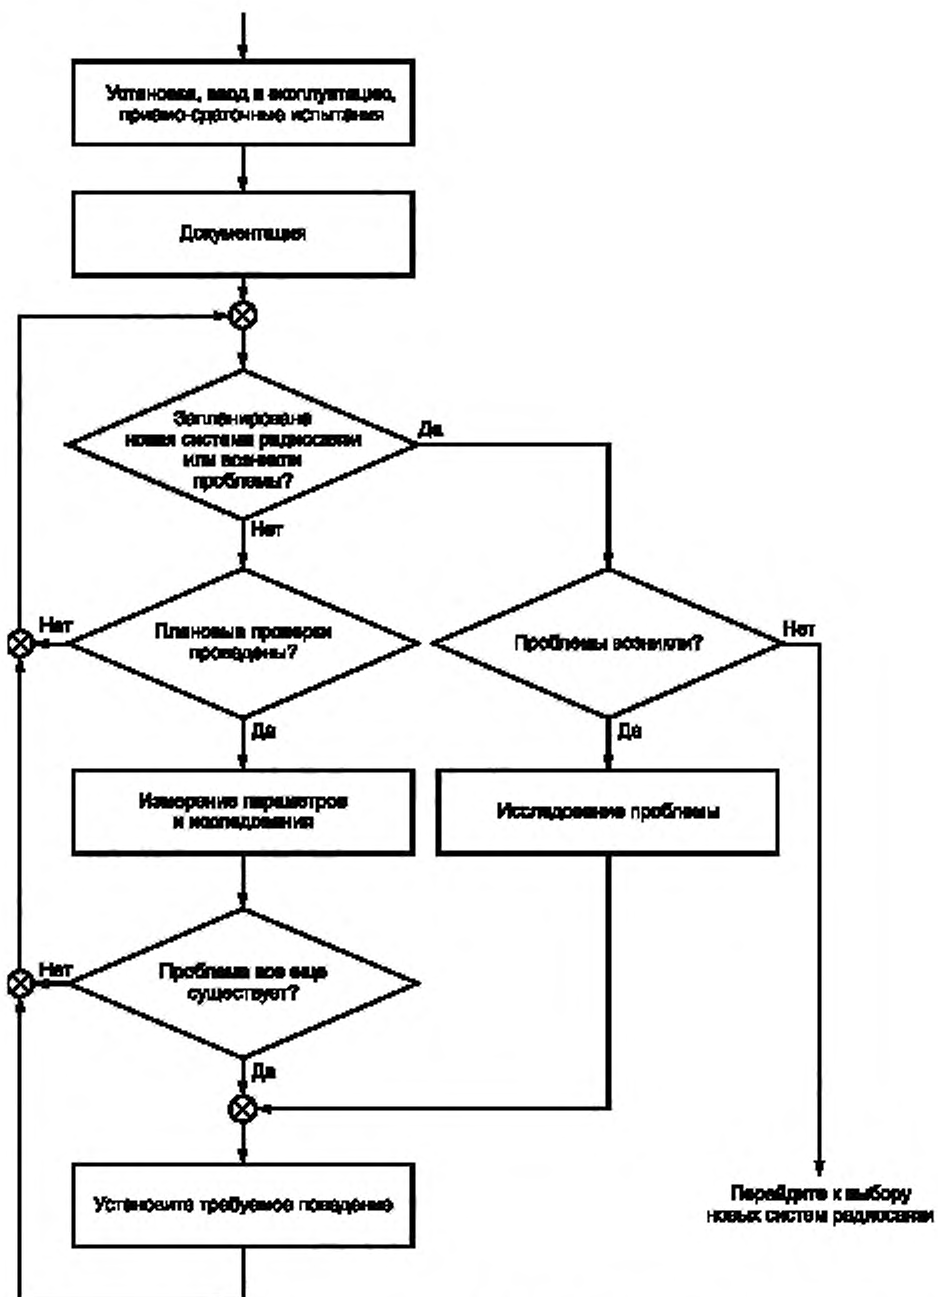 Установка, ввод в эксплуатацию,
приемо-сдаточные испытания
Документация
Запланирована
новая система радиосвязи
или возникли
проблемы?
Да
Нет
Плановые проверки
проведены?
Нет
Да
Проблемы возникли?
Нет
Да
Измерение параметров
и исследования
Исследование проблемы
Проблема все еще
существует?
Нет
Да
Установите требуемое поведение
Перейдите к выбору
новых систем радиосвязи